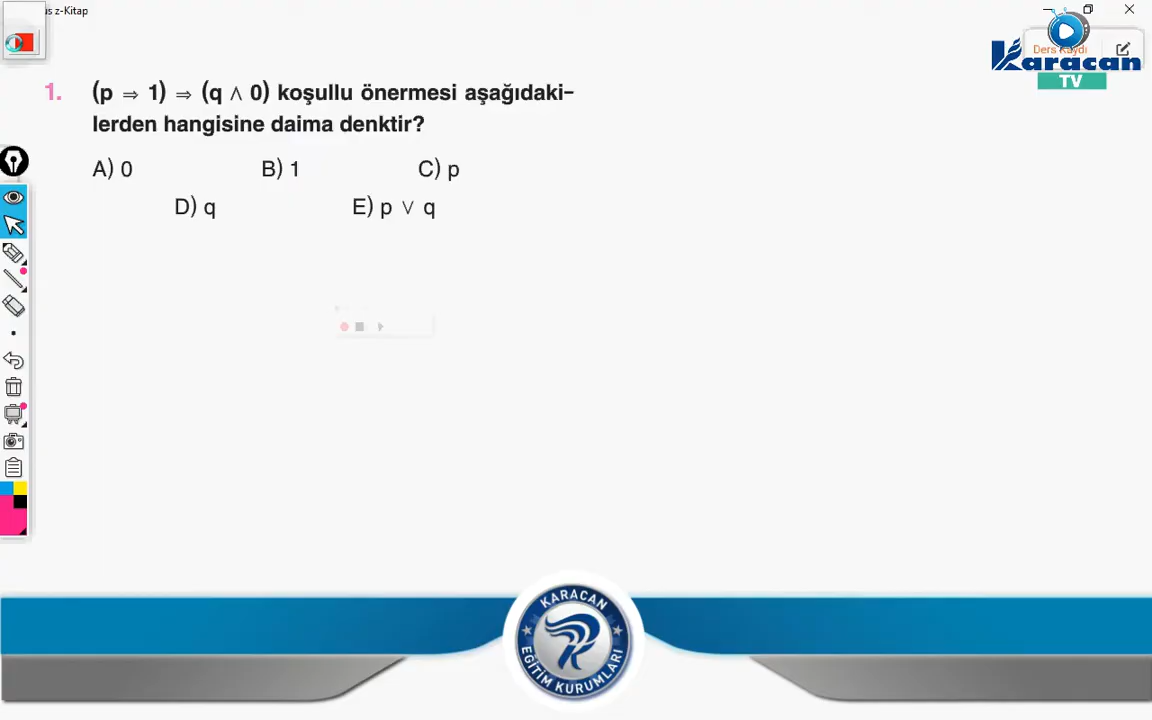 us z-Kitap
Ders Kaydı
Karacan
TV
1. (p ⇒ 1) ⇒ (q ∧ 0) koşullu önermesi aşağıdaki-
lerden hangisine daima denktir?
A) 0 B) 1 C) p
D) q E) p ∨ q
KARACAN
EĞİTİM KURUMLARI